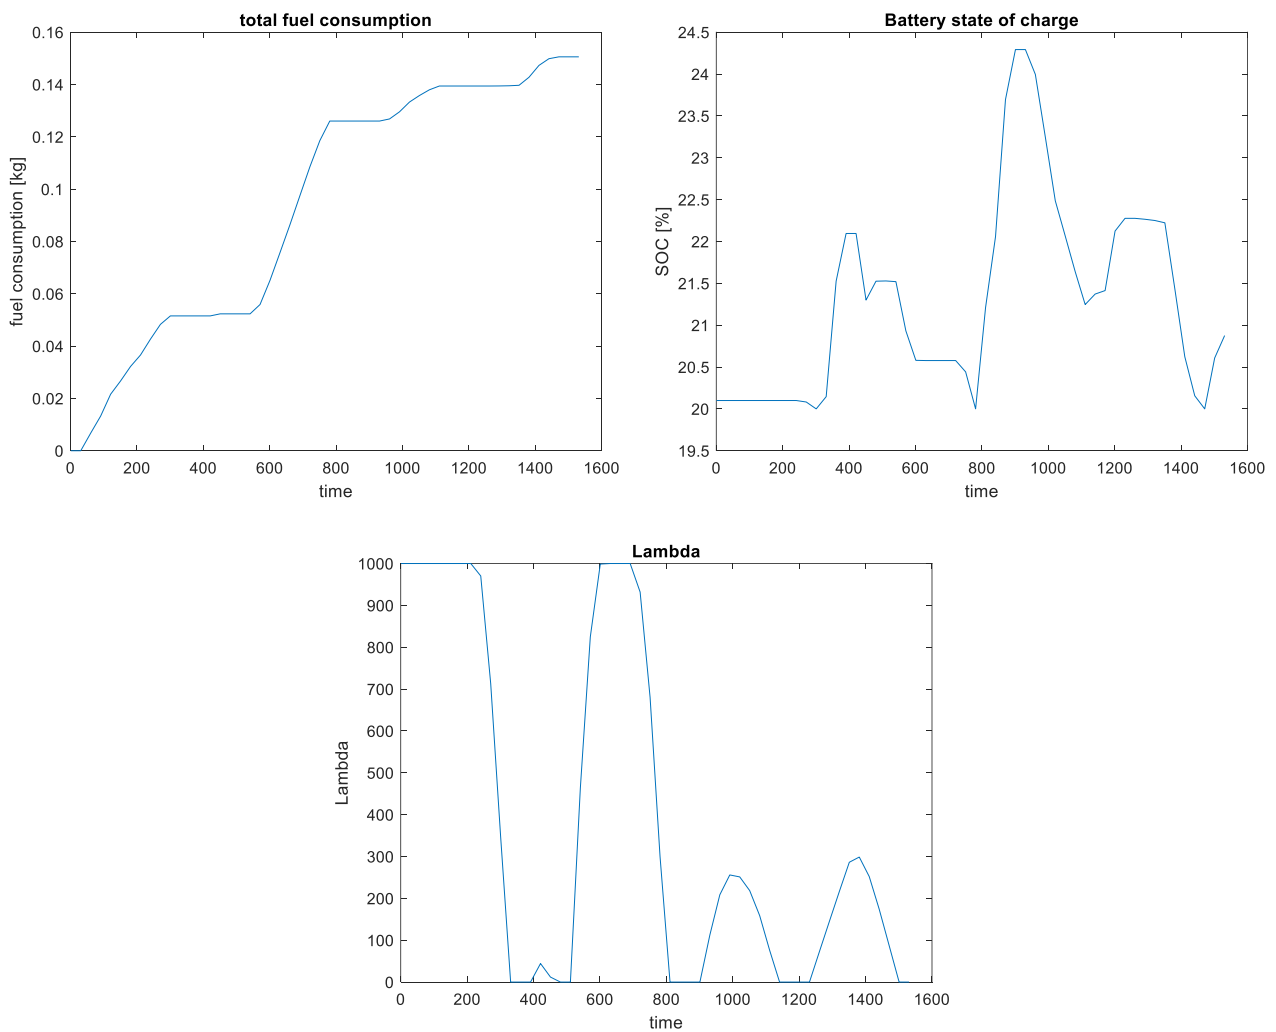 total fuel consumption
fuel consumption [kg]
0.16
0.14
0.12
0.1
0.08
0.06
0.04
0.02
0
0 200 400 600 800 1000 1200 1400 1600
time
Battery state of charge
SOC [%]
24.5
24
23.5
23
22.5
22
21.5
21
20.5
20
19.5
0 200 400 600 800 1000 1200 1400 1600
time
Lambda
Lambda
1000
900
800
700
600
500
400
300
200
100
0
0 200 400 600 800 1000 1200 1400 1600
time